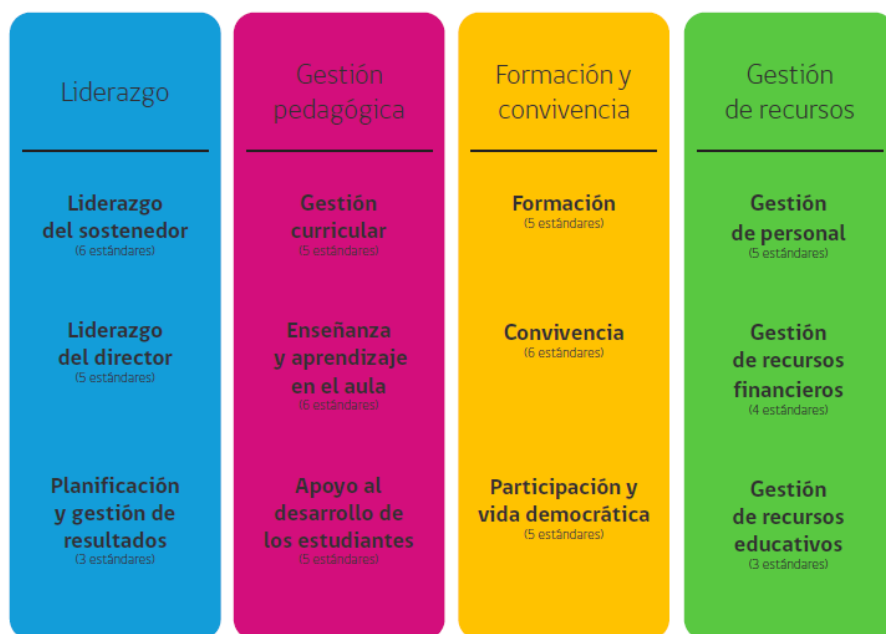 Liderazgo
Liderazgo
del sostenedor
(6 estándares)
Liderazgo
del director
(5 estándares)
Planificación
y gestión de
resultados
(3 estándares)
Gestión
pedagógica
Gestión
curricular
(5 estándares)
Enseñanza
y aprendizaje
en el aula
(6 estándares)
Apoyo al
desarrollo de
los estudiantes
(5 estándares)
Formación y
convivencia
Formación
(5 estándares)
Convivencia
(6 estándares)
Participación y
vida democrática
(5 estándares)
Gestión
de recursos
Gestión
de personal
(5 estándares)
Gestión
de recursos
financieros
(4 estándares)
Gestión
de recursos
educativos
(3 estándares)